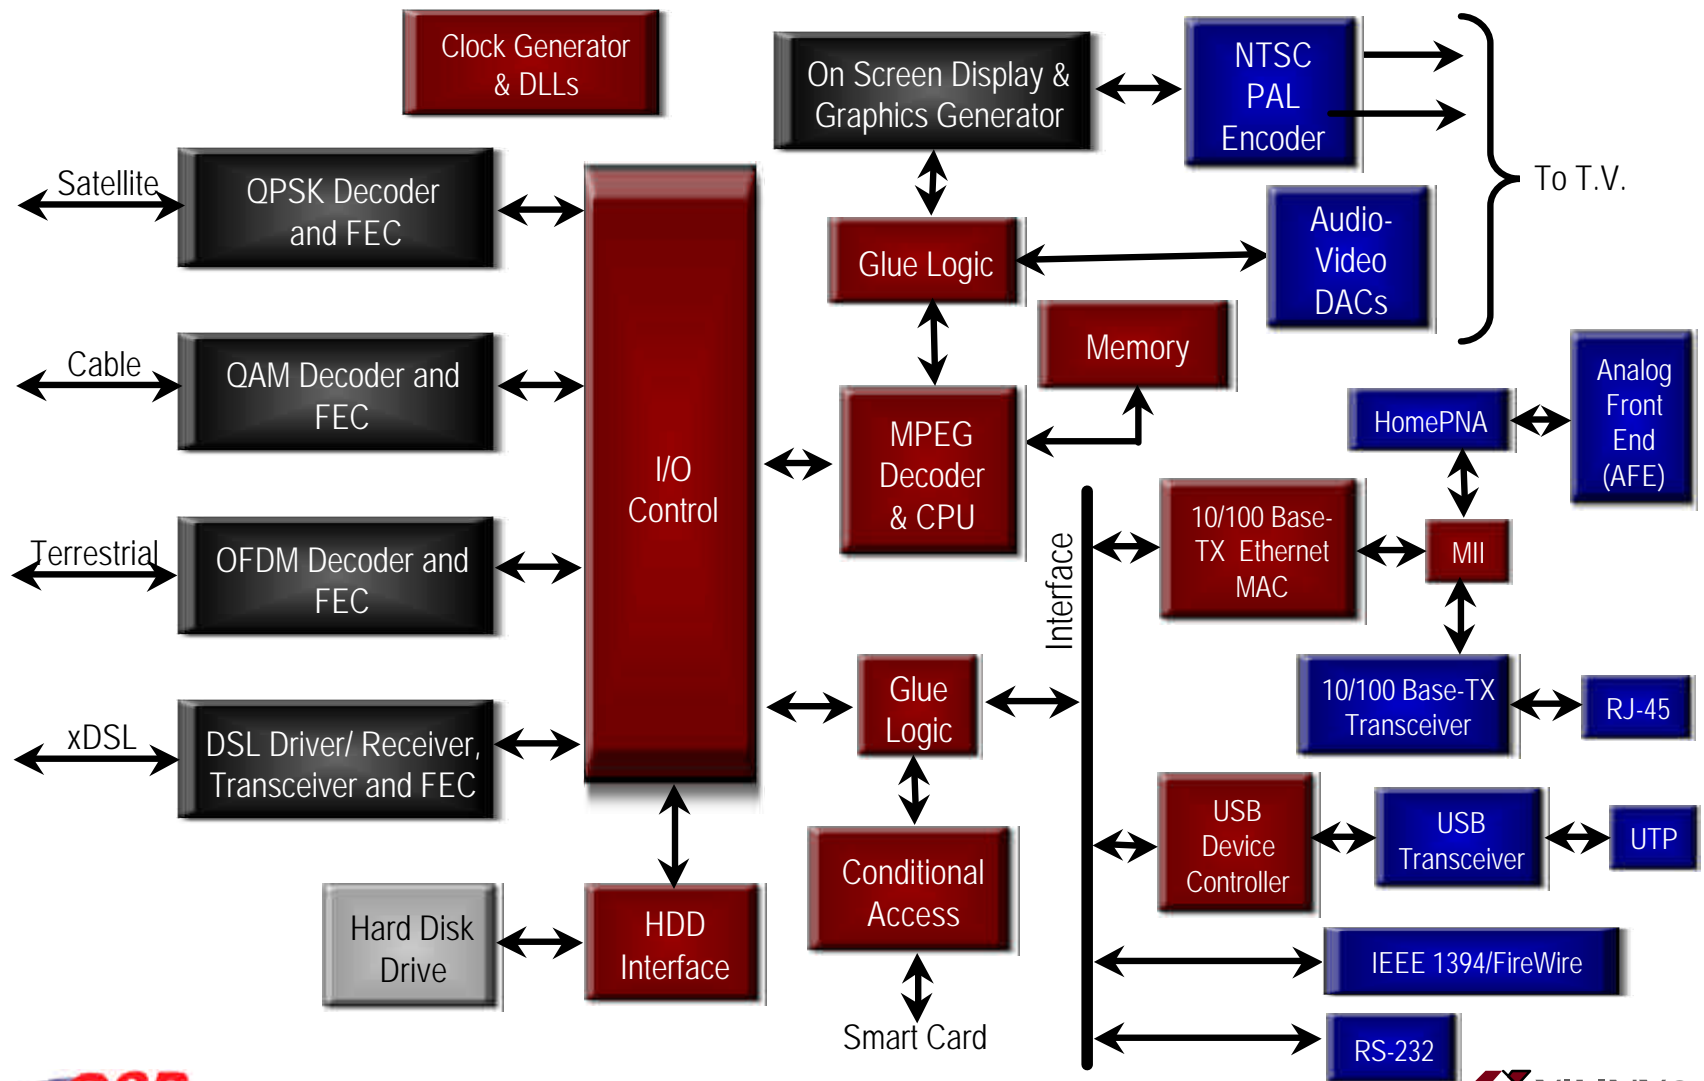 Clock Generator
& DLLs
On Screen Display &
Graphics Generator
NTSC
PAL
Encoder
To T.V.
Satellite
QPSK Decoder
and FEC
Glue Logic
Audio-
Video
DACs
Cable
QAM Decoder and
FEC
I/O
Control
MPEG
Decoder
& CPU
Memory
HomePNA
Analog
Front
End
(AFE)
Terrestrial
OFDM Decoder and
FEC
Interface
10/100 Base-
TX Ethernet
MAC
MII
xDSL
DSL Driver/ Receiver,
Transceiver and FEC
Glue
Logic
10/100 Base-TX
Transceiver
RJ-45
USB
Device
Controller
USB
Transceiver
UTP
Hard Disk
Drive
HDD
Interface
Conditional
Access
Smart Card
IEEE 1394/FireWire
RS-232